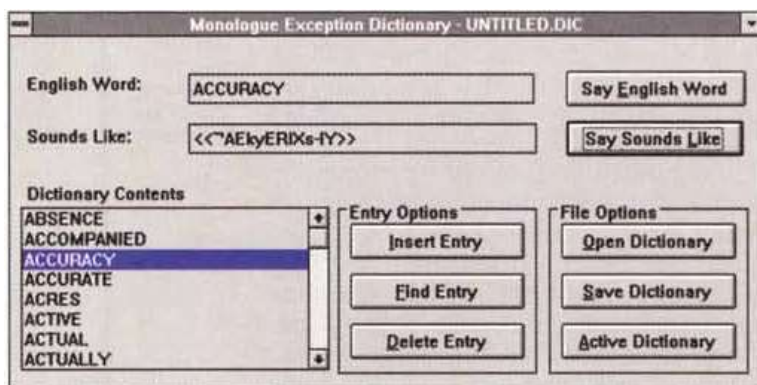 Monologue Exception Dictionary - UNTITLED.DIC
English Word:
ACCURACY
Say English Word
Sounds Like:
<<~"AEkyERIXs-IY>>
Say Sounds Like
Dictionary Contents
ABSENCE
ACCOMPANIED
ACCURACY
ACCURATE
ACRES
ACTIVE
ACTUAL
ACTUALLY
Entry Options
Insert Entry
Find Entry
Delete Entry
File Options
Open Dictionary
Save Dictionary
Active Dictionary